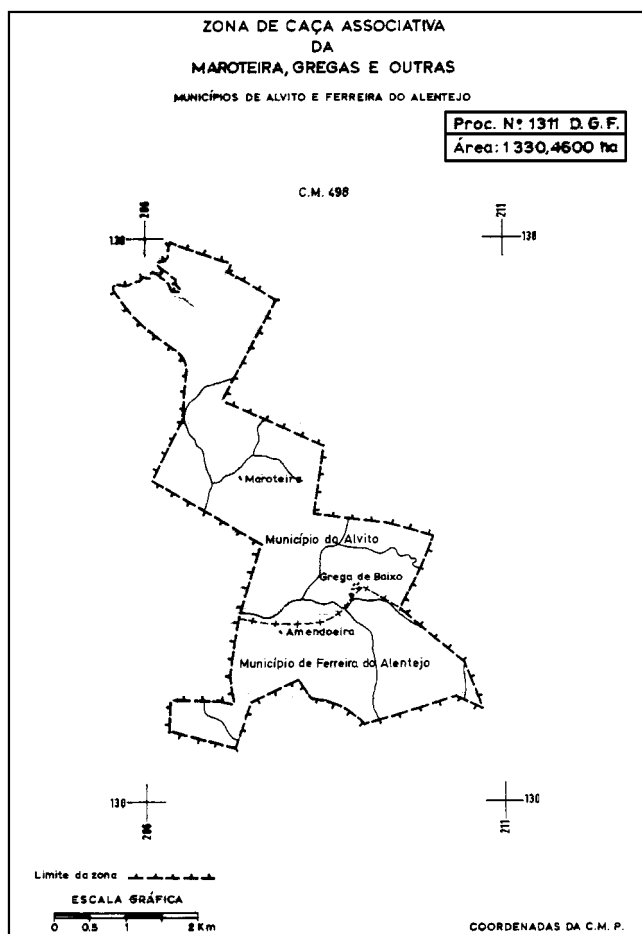 ZONA DE CAÇA ASSOCIATIVA
DA
MAROTEIRA, GREGAS E OUTRAS
MUNICÍPIOS DE ALVITO E FERREIRA DO ALENTEJO
Proc. Nº 1311 D. G. F.
Área: 1 330,4600 ha
C.M. 498
206
138
211
138
Maroteira
Município do Alvito
Grega de Baixo
Amendoeira
Município de Ferreira do Alentejo
130
206
130
211
Limite da zona
ESCALA GRÁFICA
0 0.5 1 2 Km
COORDENADAS DA C. M. P.